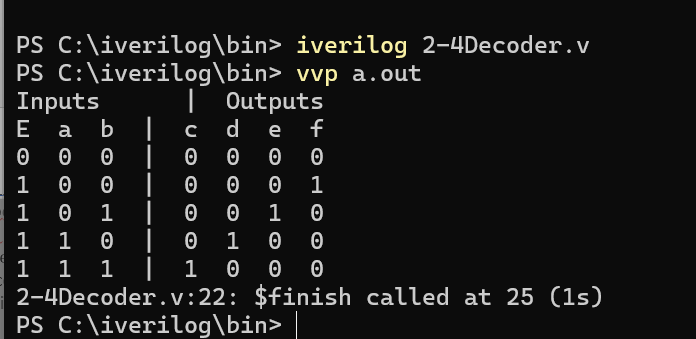 PS C:\iverilog\bin> iverilog 2-4Decoder.v
PS C:\iverilog\bin> vvp a.out
Inputs      |  Outputs
E  a  b  |  c  d  e  f
0  0  0  |  0  0  0  0
1  0  0  |  0  0  0  1
1  0  1  |  0  0  1  0
1  1  0  |  0  1  0  0
1  1  1  |  1  0  0  0
2-4Decoder.v:22: $finish called at 25 (1s)
PS C:\iverilog\bin>